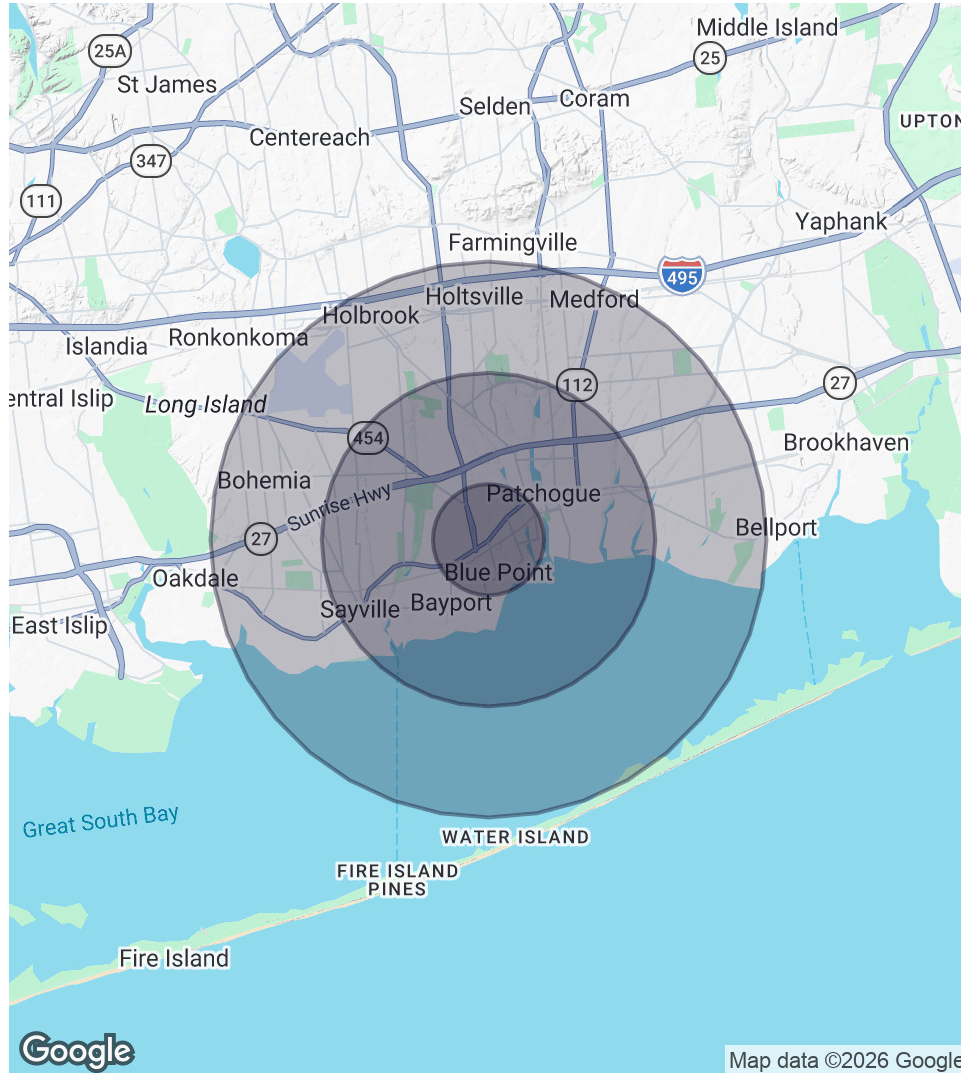 Middle Island
25A
25
St James
Selden
Coram
UPTON
Centereach
347
111
Yaphank
Farmingville
495
Holtsville
Medford
Holbrook
Ronkonkoma
Islandia
112
27
entral Islip
Long Island
454
Brookhaven
Bohemia
Patchogue
Sunrise Hwy
Bellport
27
Blue Point
Oakdale
Bayport
Sayville
East Islip
Great South Bay
WATER ISLAND
FIRE ISLAND
PINES
Fire Island
Google
Map data ©2026 Google